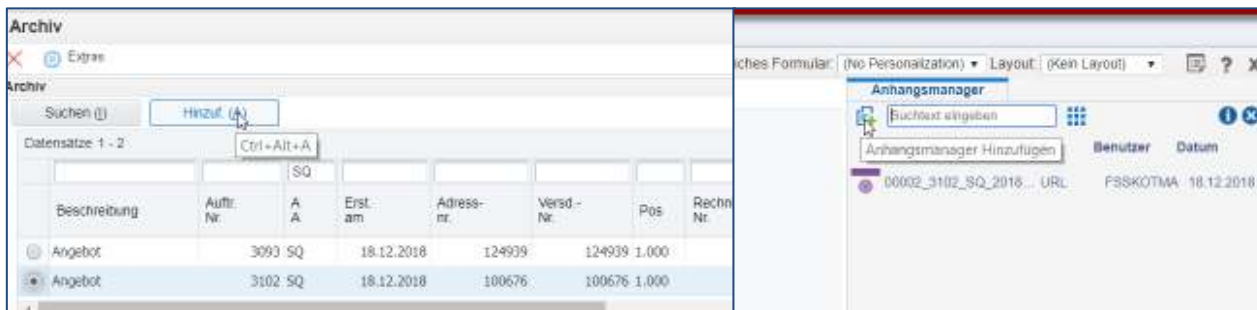 Archiv
Extras
Archiv
Suchen (I)
Hinzuf. (A)
Datensätze 1 - 2
Ctrl+Alt+A
SQ
Beschreibung Auftr. Nr. A A Erst. am Adress- nr. Versd.- Nr. Pos Rechn Nr.
Angebot 3093 SQ 18.12.2018 124939 124939 1.000
Angebot 3102 SQ 18.12.2018 100676 100676 1.000
iches Formular: (No Personalization) Layout: (Kein Layout) ? X
Anhangsmanager
Suchtext eingeben
Anhangsmanager Hinzufügen
Benutzer Datum
00002_3102_SQ_2018... URL FSSKOTMA 18.12.2018